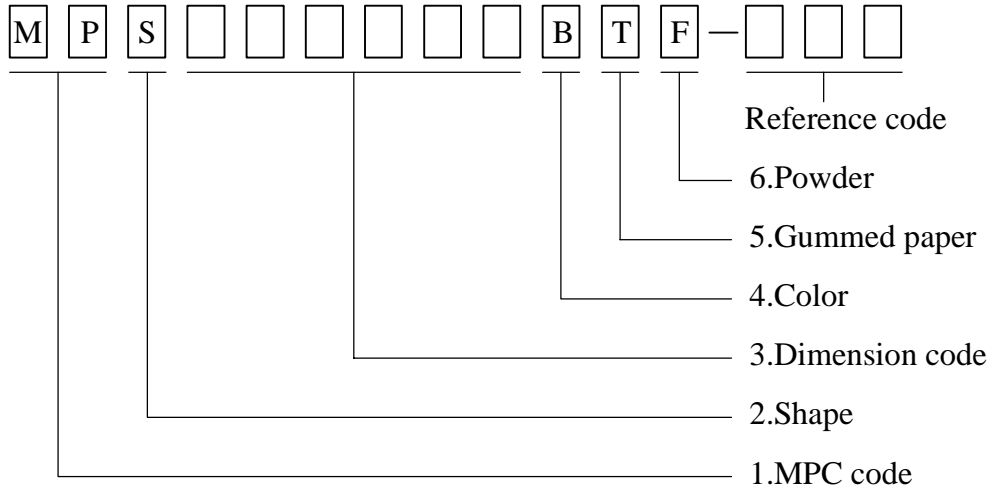 M P S B T F —
Reference code
6.Powder
5.Gummed paper
4.Color
3.Dimension code
2.Shape
1.MPC code